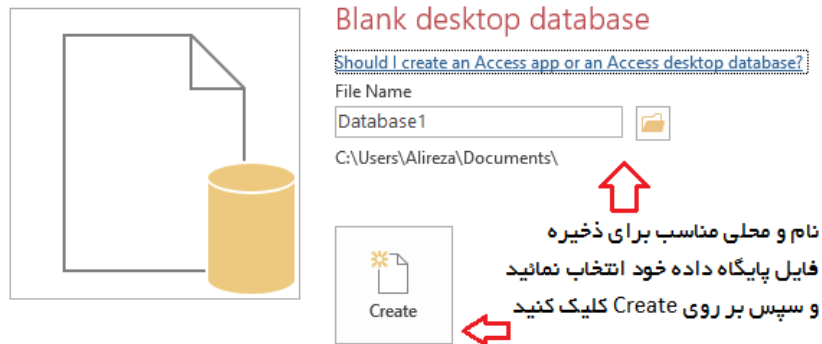 Blank desktop database
Should I create an Access app or an Access desktop database?
File Name
Database1
C:\Users\Alireza\Documents\
نام و محلی مناسب برای ذخیره
فایل پایگاه داده خود انتخاب نمائید
و سپس بر روی Create کلیک کنید
Create